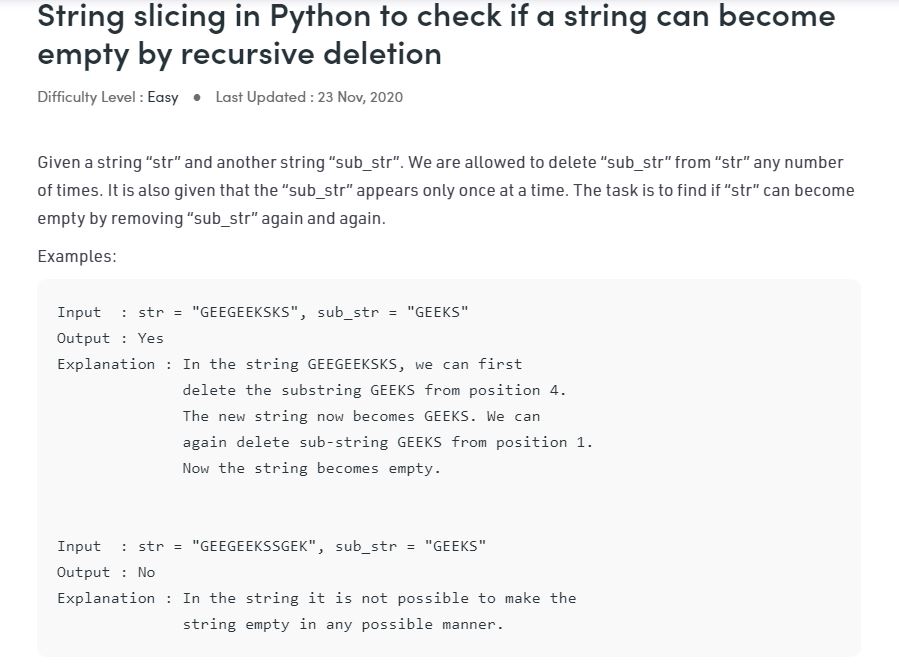 String slicing in Python to check if a string can become
empty by recursive deletion
Difficulty Level : Easy ● Last Updated : 23 Nov, 2020
Given a string “str” and another string “sub_str”. We are allowed to delete “sub_str” from “str” any number
of times. It is also given that the “sub_str” appears only once at a time. The task is to find if “str” can become
empty by removing “sub_str” again and again.
Examples:
Input  : str = "GEEGEEKSKS", sub_str = "GEEKS"
Output : Yes
Explanation : In the string GEEGEEKSKS, we can first
delete the substring GEEKS from position 4.
The new string now becomes GEEKS. We can
again delete sub-string GEEKS from position 1.
Now the string becomes empty.
Input  : str = "GEEGEEKSSGEK", sub_str = "GEEKS"
Output : No
Explanation : In the string it is not possible to make the
string empty in any possible manner.